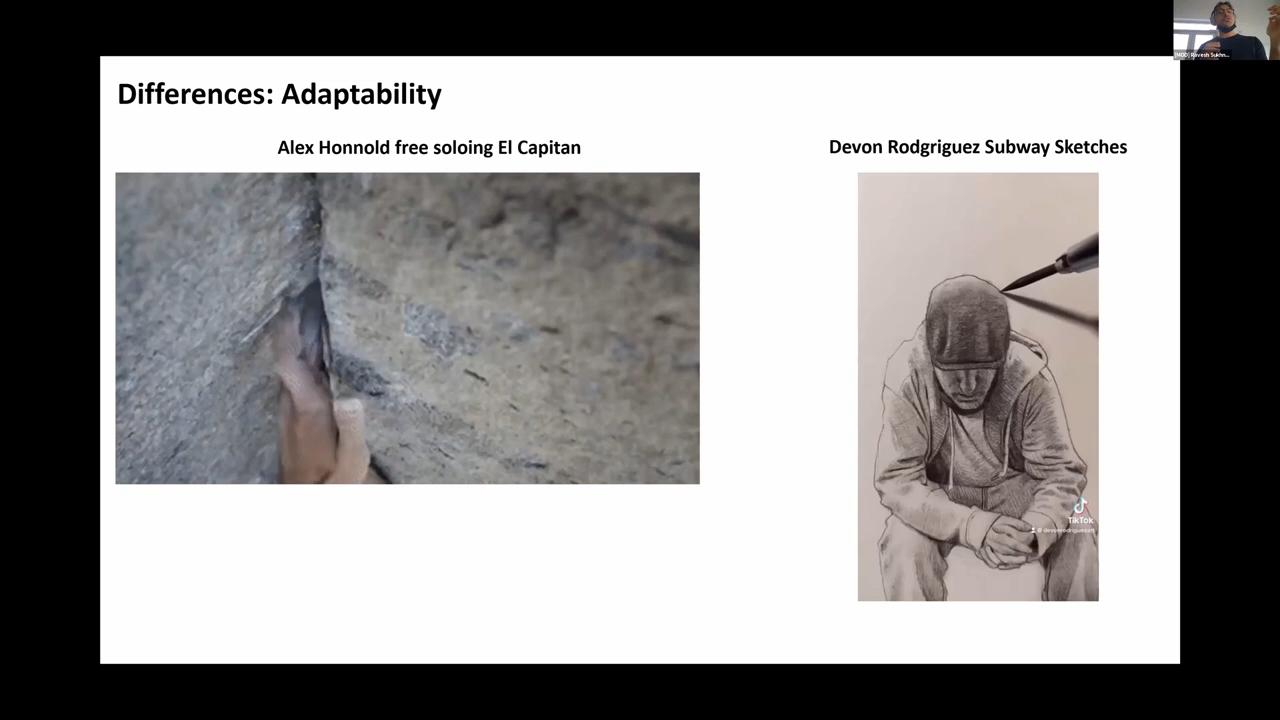 Differences: Adaptability
Alex Honnold free soloing El Capitan
Devon Rodgriguez Subway Sketches
TikTok